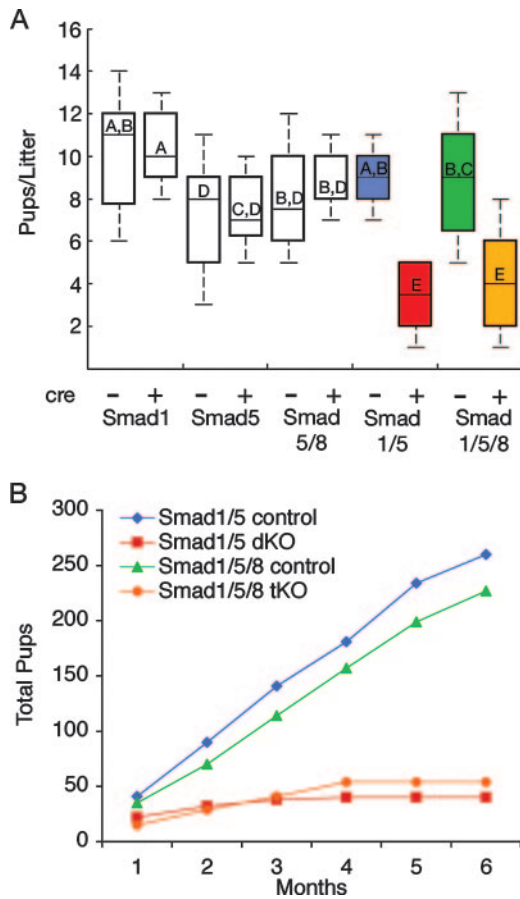 A
Pups/Litter
16
14
12
10
8
6
4
2
A,B
A
D
C,D
B,D
B,D
A,B
E
B,C
E
cre - + - + - + - + - +
Smad1 Smad5 Smad Smad Smad
5/8 1/5 1/5/8
B
Total Pups
300
250
200
150
100
50
0
Smad1/5 control
Smad1/5 dKO
Smad1/5/8 control
Smad1/5/8 tKO
1 2 3 4 5 6
Months